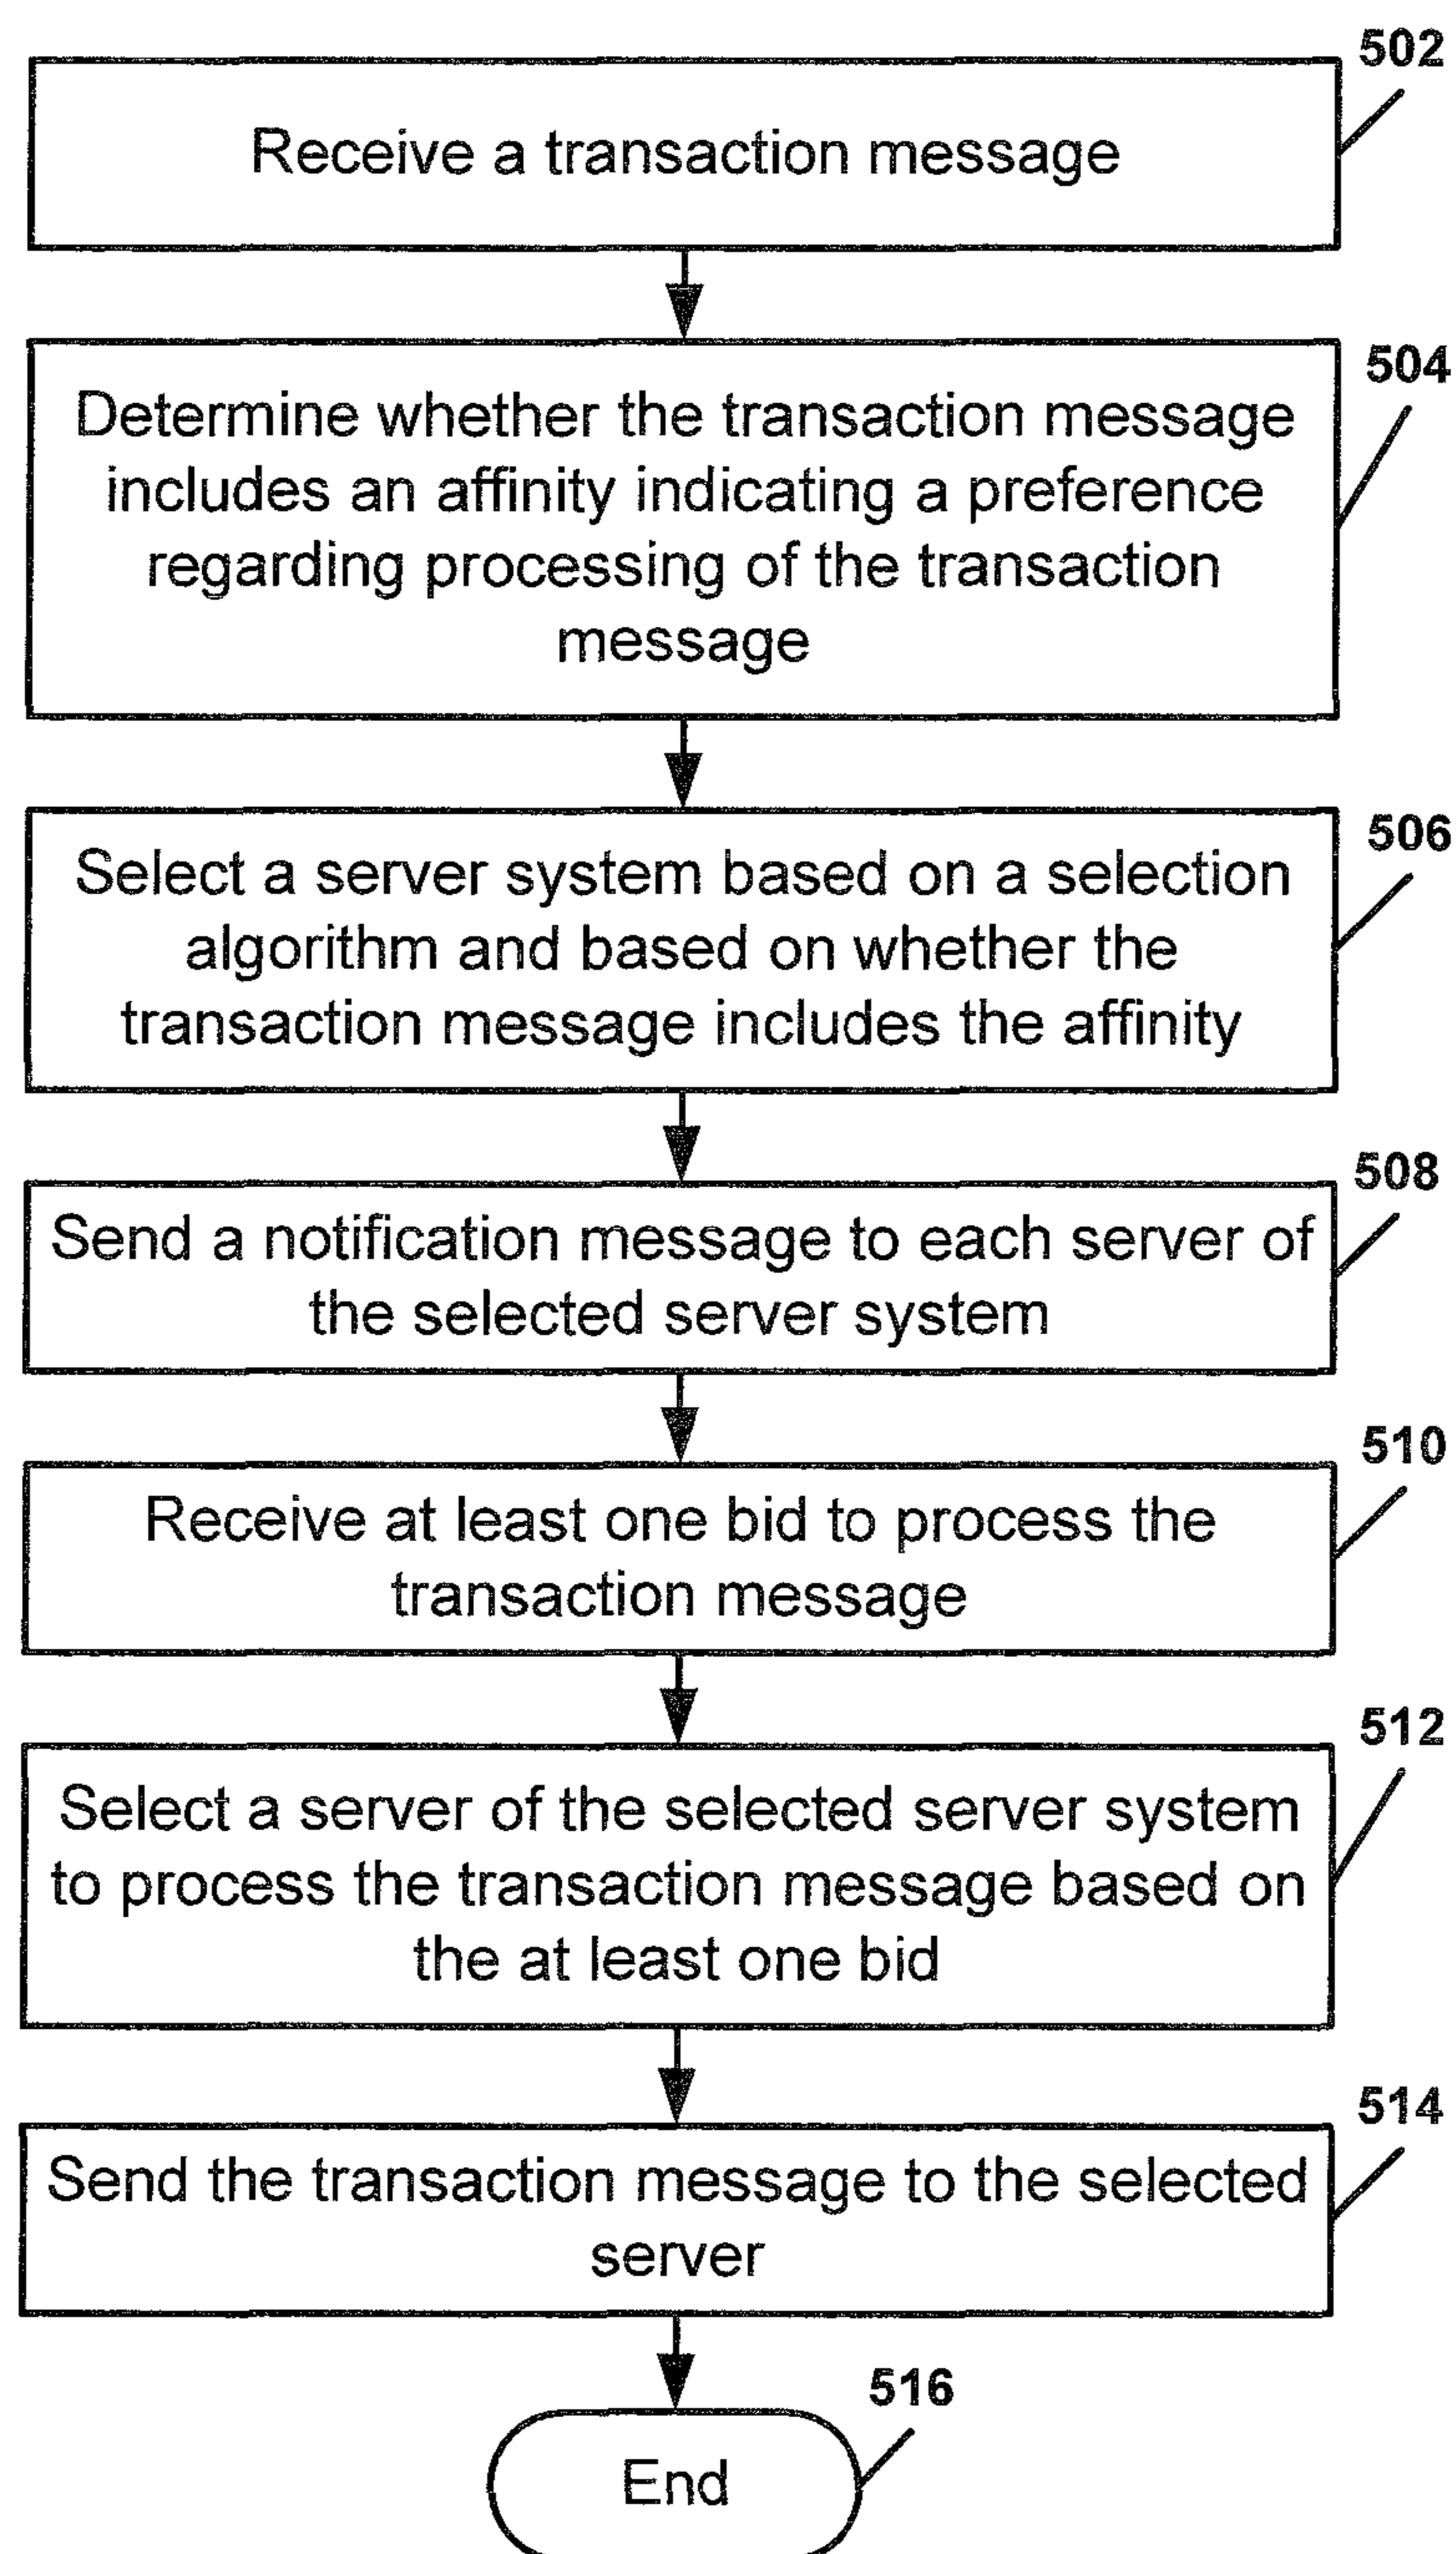 502
Receive a transaction message
504
Determine whether the transaction message
includes an affinity indicating a preference
regarding processing of the transaction
message
506
Select a server system based on a selection
algorithm and based on whether the
transaction message includes the affinity
508
Send a notification message to each server of
the selected server system
510
Receive at least one bid to process the
transaction message
512
Select a server of the selected server system
to process the transaction message based on
the at least one bid
514
Send the transaction message to the selected
server
516
End